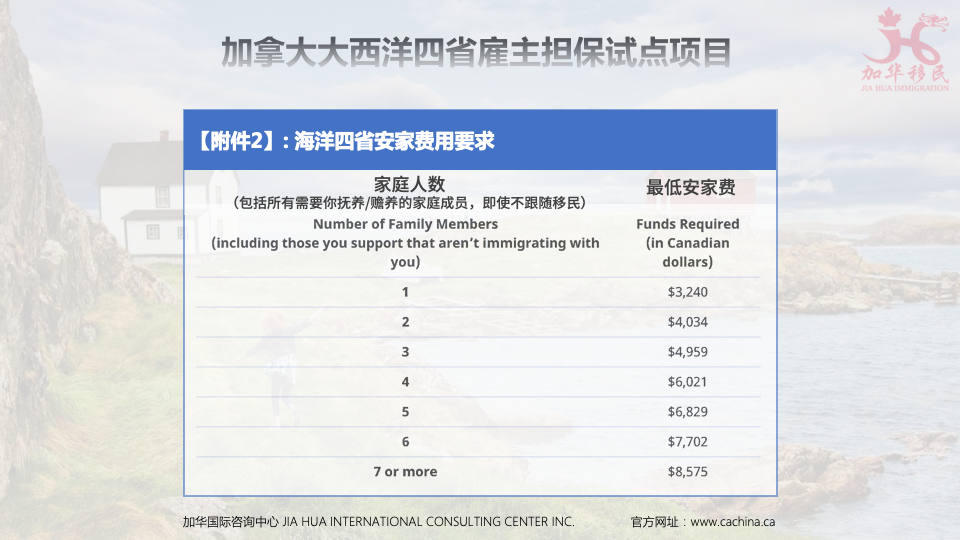 加拿大大西洋四省雇主担保试点项目
加华移民
JIA HUA IMMIGRATION
【附件2】: 海洋四省安家费用要求
家庭人数
（包括所有需要你抚养/赡养的家庭成员，即使不跟随移民）
Number of Family Members
(including those you support that aren’t immigrating with
you)
最低安家费
Funds Required
(in Canadian
dollars)
1 $3,240
2 $4,034
3 $4,959
4 $6,021
5 $6,829
6 $7,702
7 or more $8,575
加华国际咨询中心 JIA HUA INTERNATIONAL CONSULTING CENTER INC. 官方网址：www.cachina.ca